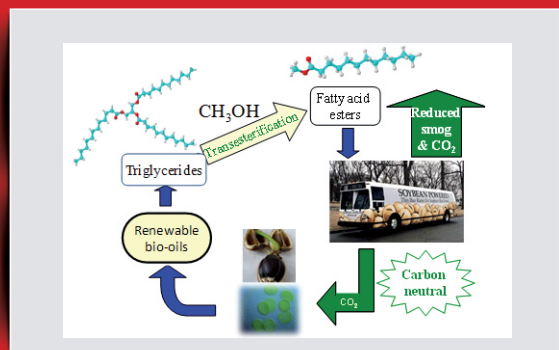 CH₃OH
Transesterification
Triglycerides
Fatty acid
esters
Reduced
smog
& CO₂
SOYBEAN POWERED
Renewable
bio-oils
Carbon
neutral
CO₂